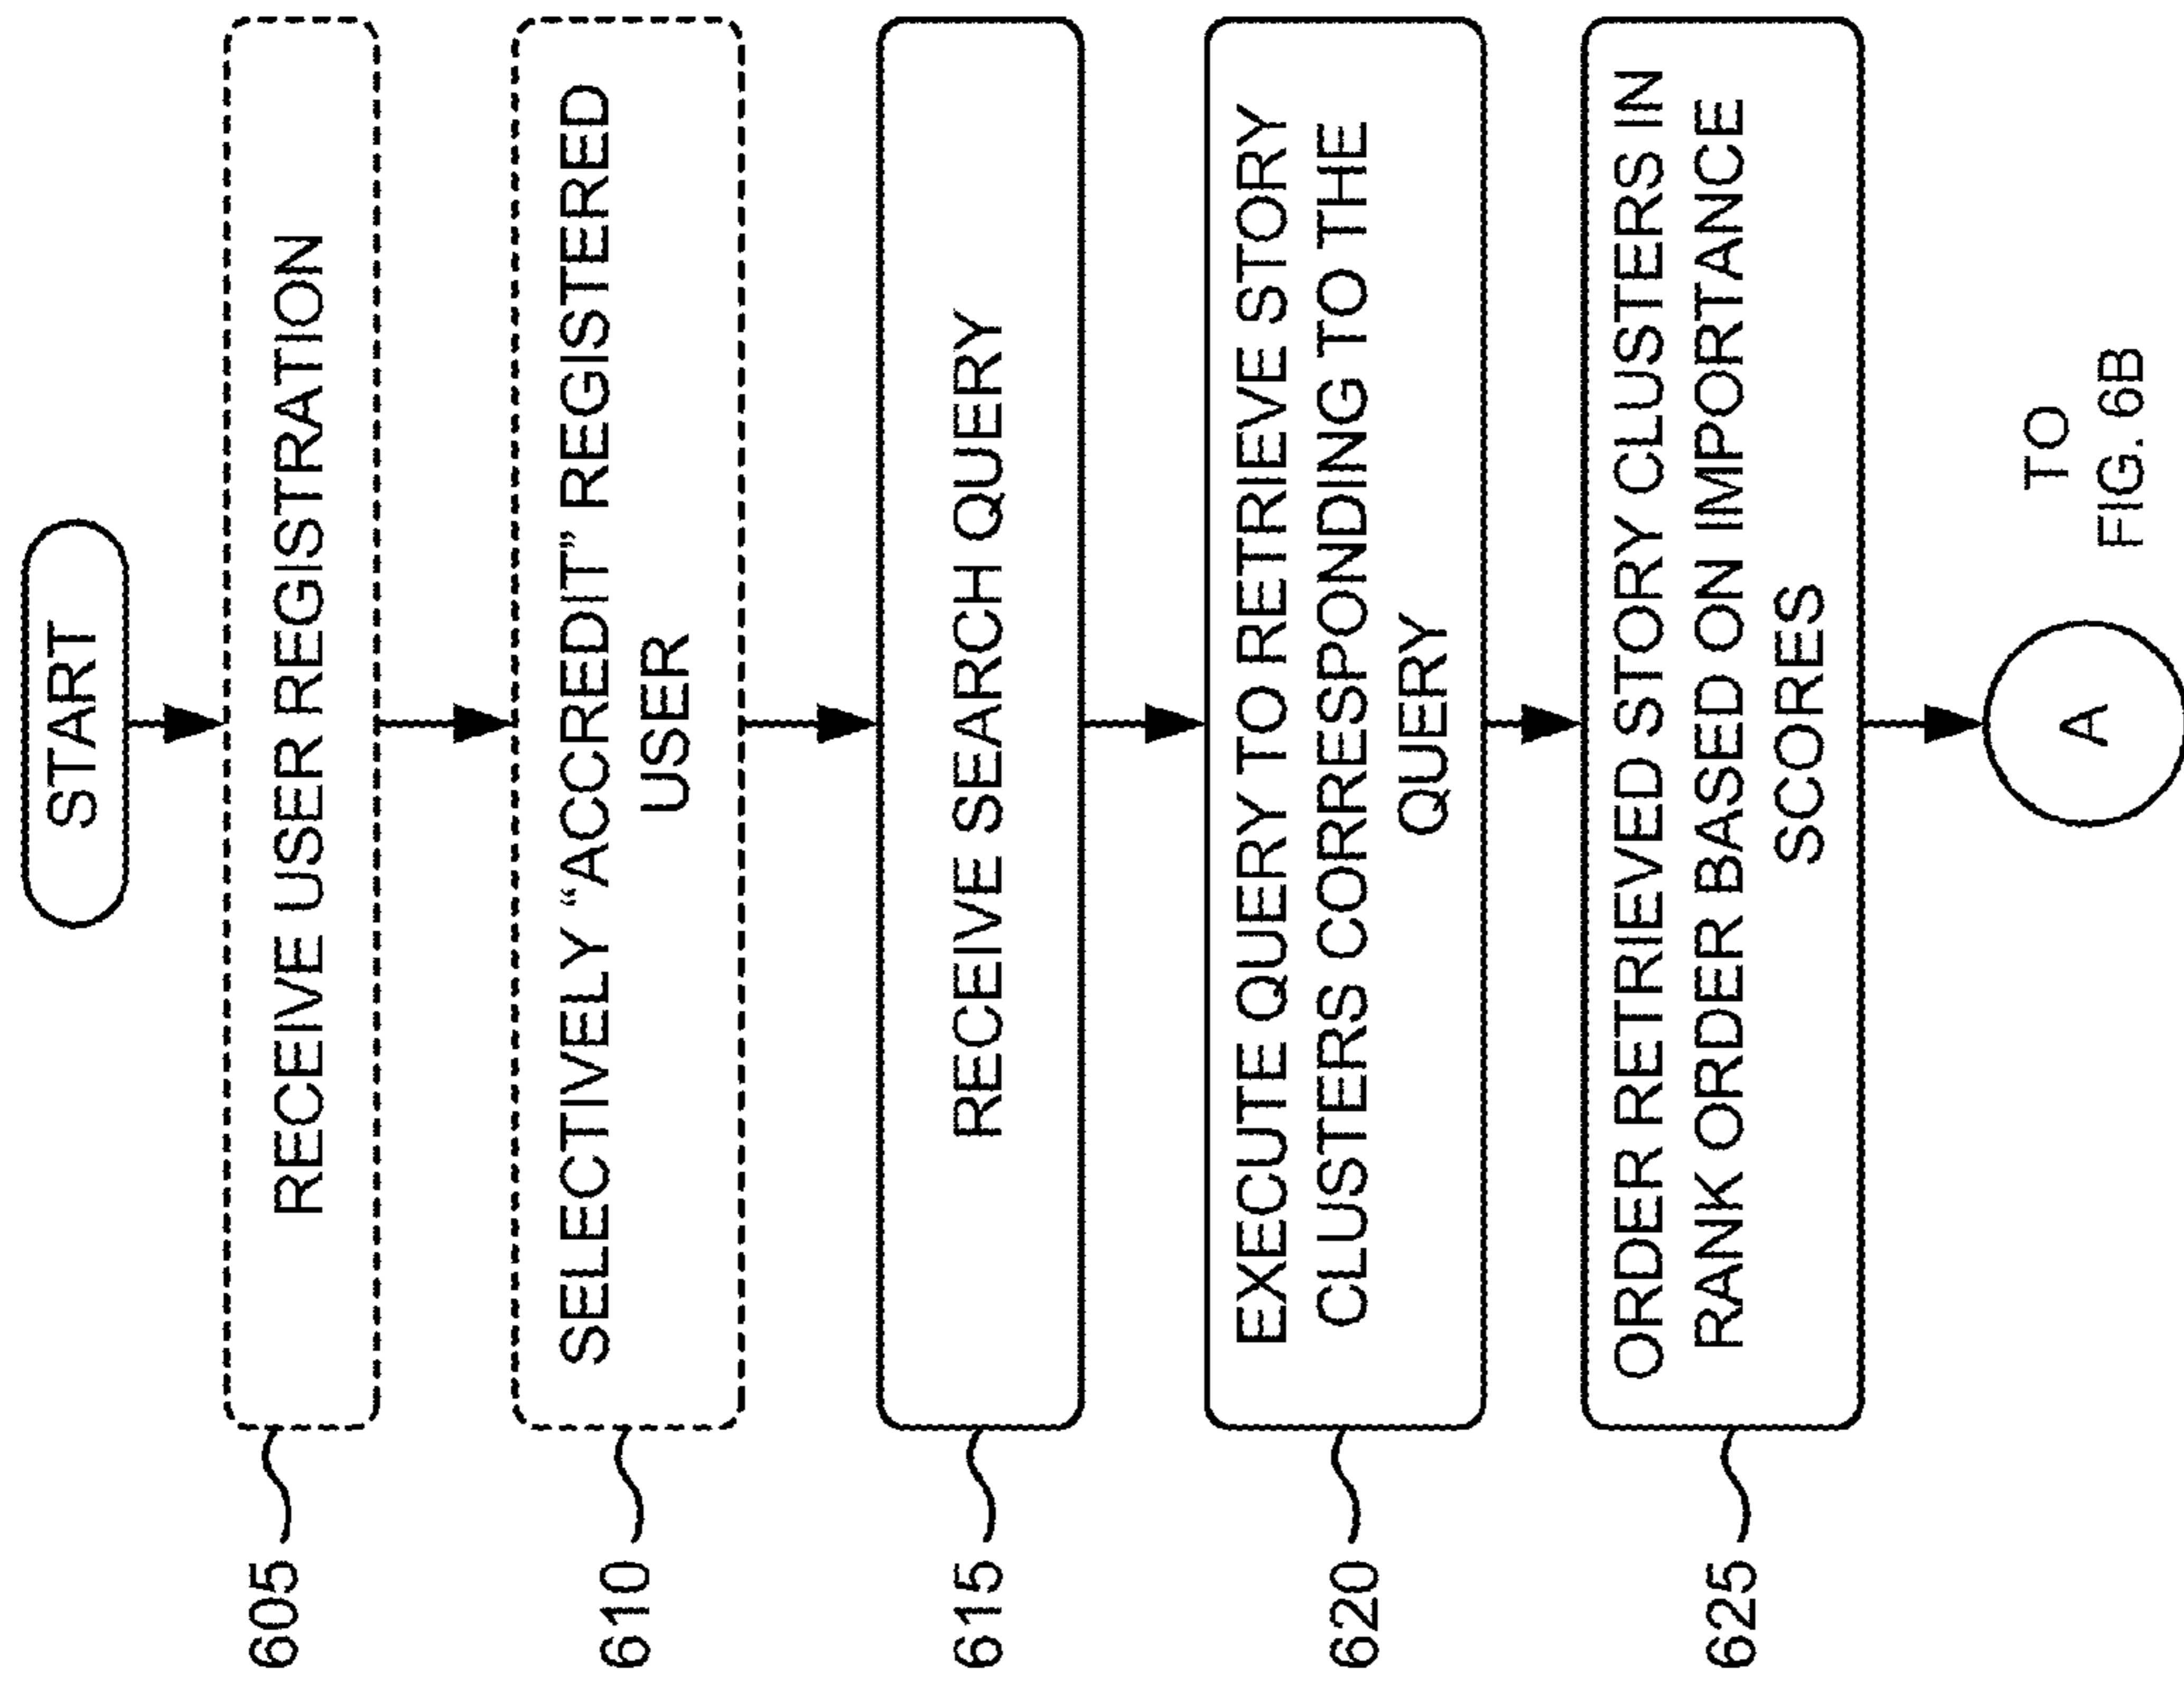 START
605
RECEIVE USER REGISTRATION
610
SELECTIVELY “ACCREDIT” REGISTERED
USER
615
RECEIVE SEARCH QUERY
620
EXECUTE QUERY TO RETRIEVE STORY
CLUSTERS CORRESPONDING TO THE
QUERY
625
ORDER RETRIEVED STORY CLUSTERS IN
RANK ORDER BASED ON IMPORTANCE
SCORES
A
TO
FIG. 6B